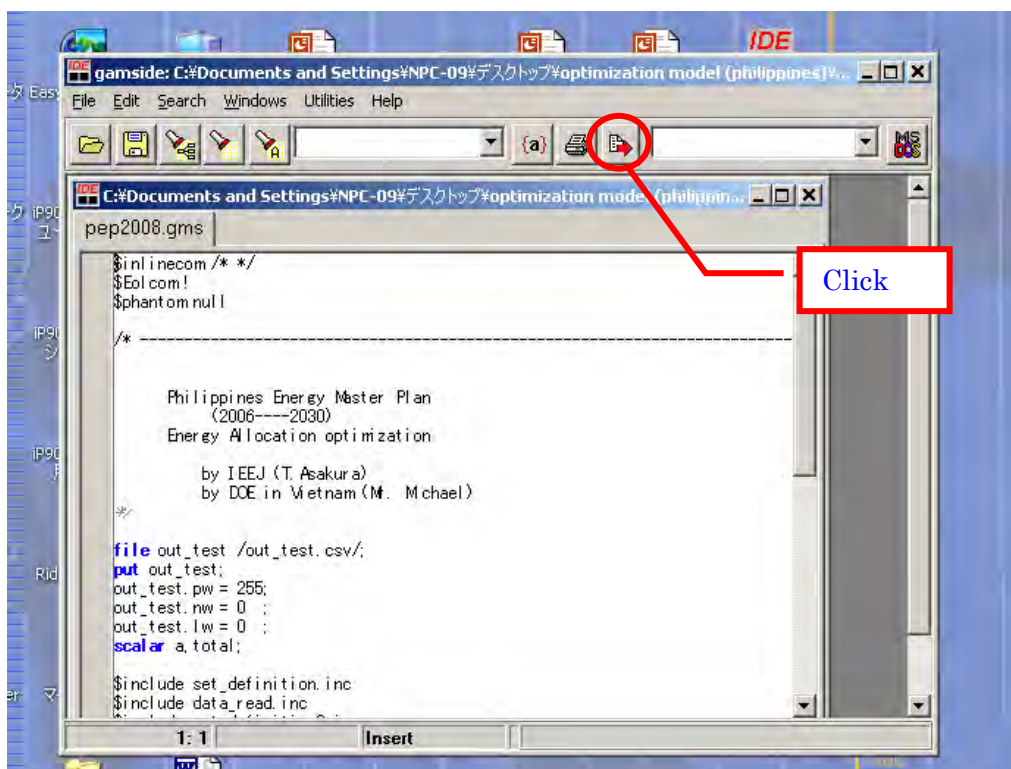 IDE
IDE gamside: C:¥Documents and Settings¥NPC-09¥デスクトップ¥optimization model (philippines)¥...
File Edit Search Windows Utilities Help
{a} MS DOS
IDE C:¥Documents and Settings¥NPC-09¥デスクトップ¥optimization model (philippin...
pep2008.gms
Click
$inlinecom /* */
$Eolcom !
$phantom null
/* --------------------------------------------------------------------------
Philippines Energy Master Plan
(2006----2030)
Energy Allocation optimization
by IEEJ (T. Asakura)
by DOE in Vietnam (Mr. Michael)
*/
file out_test /out_test.csv/;
put out_test;
out_test.pw = 255;
out_test.nw = 0 ;
out_test.lw = 0 ;
scalar a,total;
$include set_definition.inc
$include data_read.inc
1: 1 Insert